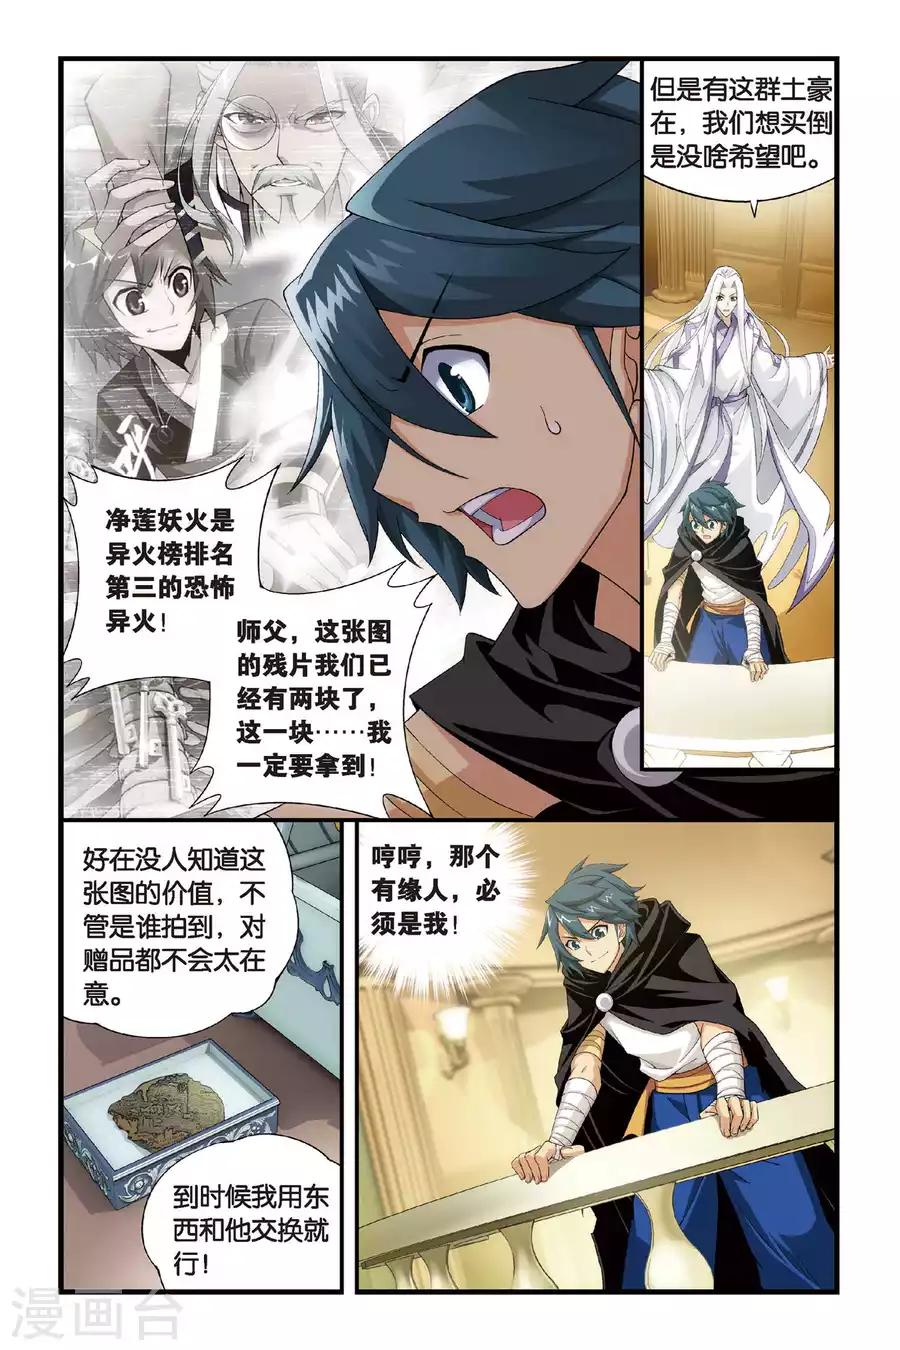 净莲妖火是
异火榜排名
第三的恐怖
异火！
师父，这张图
的残片我们已
经有两块了，
这一块……我
一定要拿到！
但是有这群土豪
在，我们想买倒
是没啥希望吧。
好在没人知道这
张图的价值，不
管是谁拍到，对
赠品都不会太在
意。
到时候我用东
西和他交换就
行！
哼哼，那个
有缘人，必
须是我！
漫画台